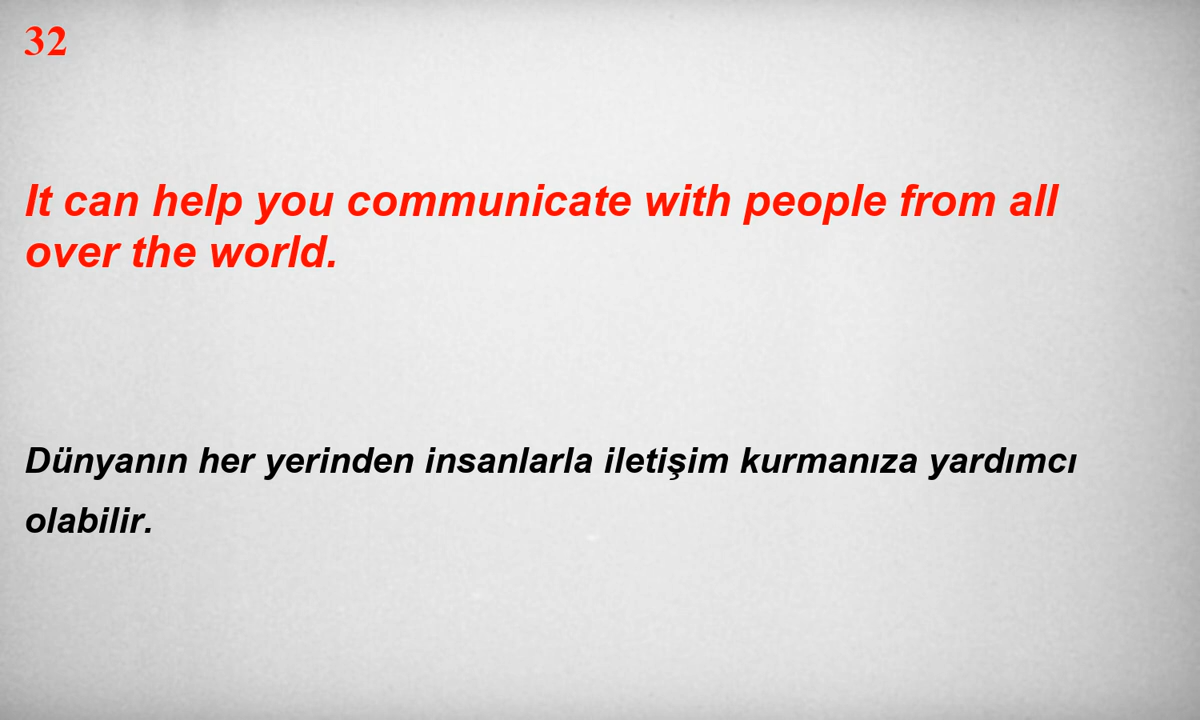 32
It can help you communicate with people from all
over the world.
Dünyanın her yerinden insanlarla iletişim kurmanıza yardımcı
olabilir.